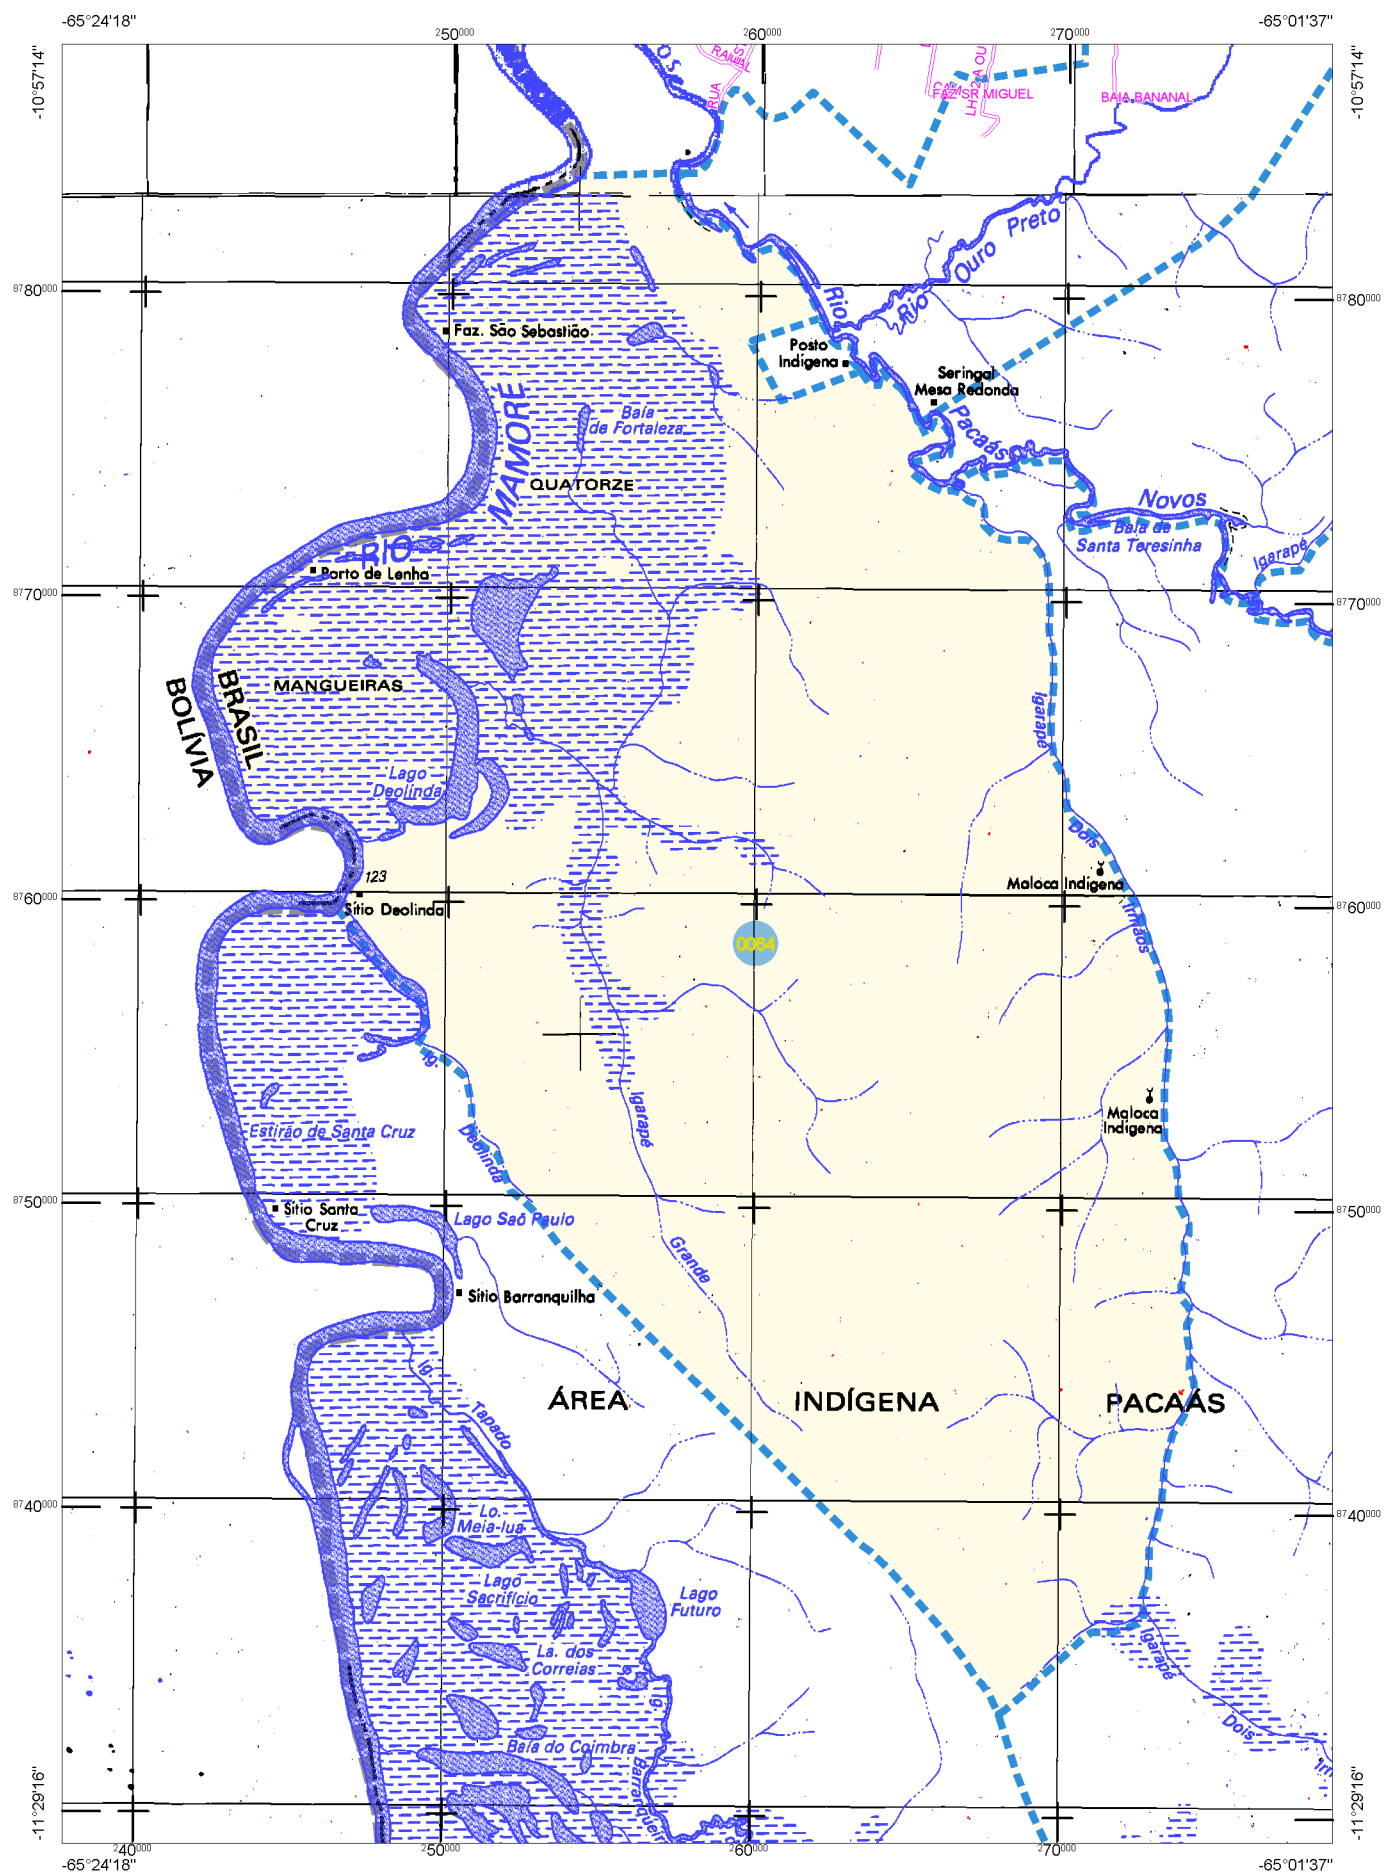 -65°24'18"
-65°01'37"
250000
260000
270000
-10°57'14"
-10°57'14"
RAIUAL
RUA
FAZ SR MIGUEL
BAIA BANANAL
Rio Ouro Preto
8780000
8780000
Rio
Faz. São Sebastião
Posto
Indígena
Seringal
Mesa Redonda
RIO MAMORÉ
Baía
de Fortaleza
Pacaás
QUATORZE
Novos
Baía de
Santa Teresinha
Igarapé
Porto de Lenha
8770000
8770000
BRASIL
BOLÍVIA
MANGUEIRAS
Igarapé
Lago
Deolinda
Dois
123
Maloca Indígena
8760000
8760000
Sítio Deolinda
Irmãos
0064
Ig.
Igarapé
Maloca
Indígena
Estirão de Santa Cruz
Deolinda
8750000
8750000
Sítio Santa
Cruz
Lago Saõ Paulo
Grande
Sítio Barranquilha
Ig.
ÁREA INDÍGENA PACAÁS
Tapado
8740000
8740000
Lo.
Meia-lua
Lago
Sacrifício
Lago
Futuro
La. dos
Correias
Igarapé
Ig.
Dois
Baía do Coimbra
-11°29'16"
-11°29'16"
240000
250000
260000
270000
-65°24'18"
-65°01'37"